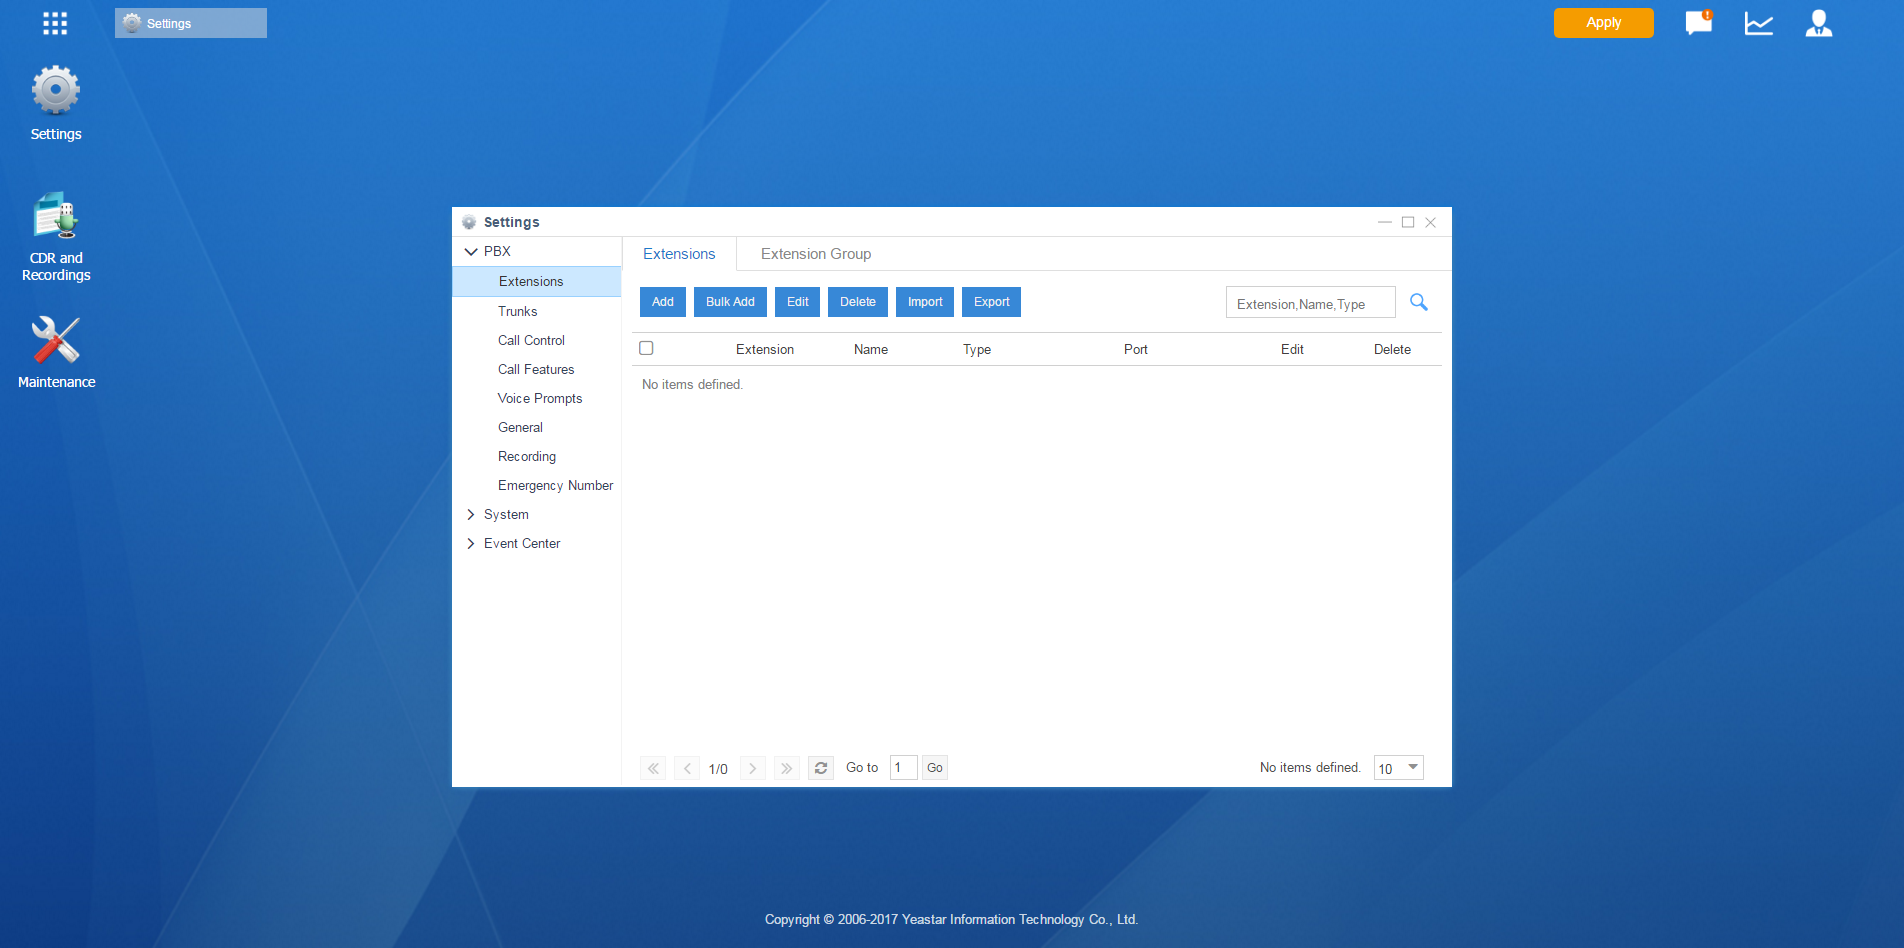 Settings
Apply
Settings
CDR and
Recordings
Maintenance
Settings
PBX
Extensions
Trunks
Call Control
Call Features
Voice Prompts
General
Recording
Emergency Number
System
Event Center
Extensions Extension Group
Add Bulk Add Edit Delete Import Export Extension,Name,Type
Extension Name Type Port Edit Delete
No items defined.
1/0 Go to 1 Go No items defined. 10
Copyright © 2006-2017 Yeastar Information Technology Co., Ltd.